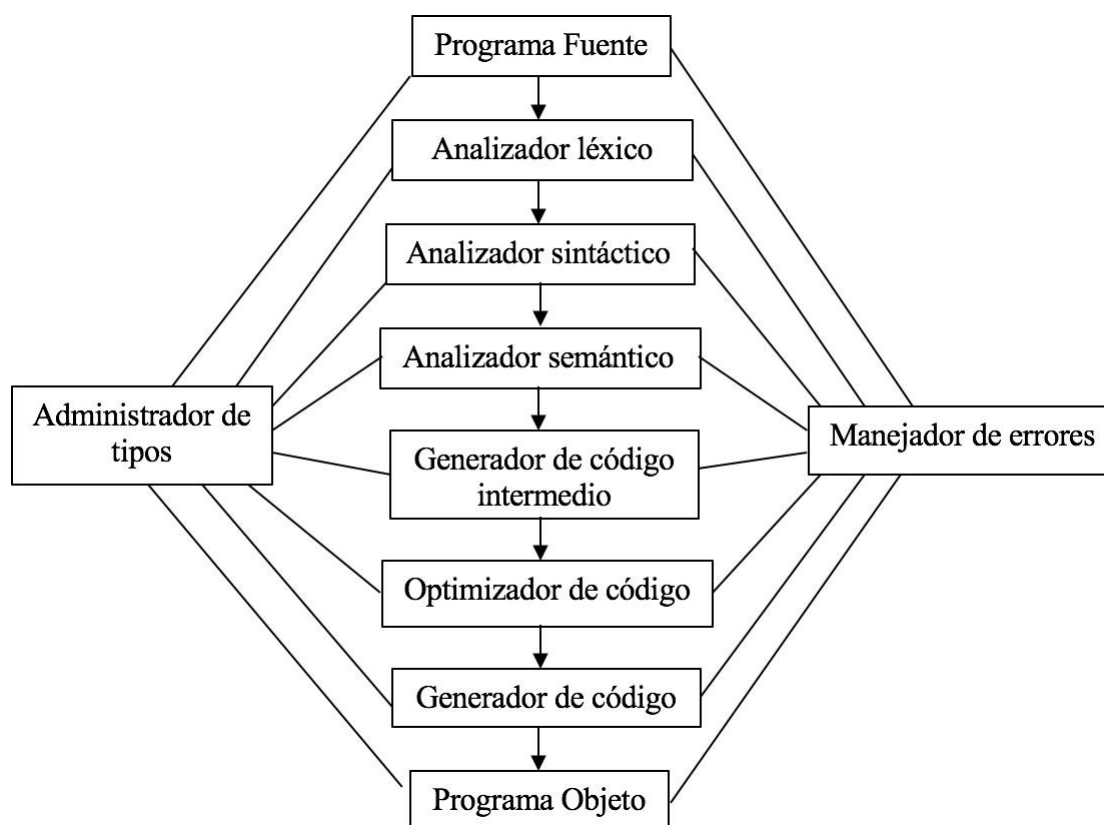 Programa Fuente
Analizador léxico
Analizador sintáctico
Analizador semántico
Administrador de
tipos
Manejador de errores
Generador de código
intermedio
Optimizador de código
Generador de código
Programa Objeto